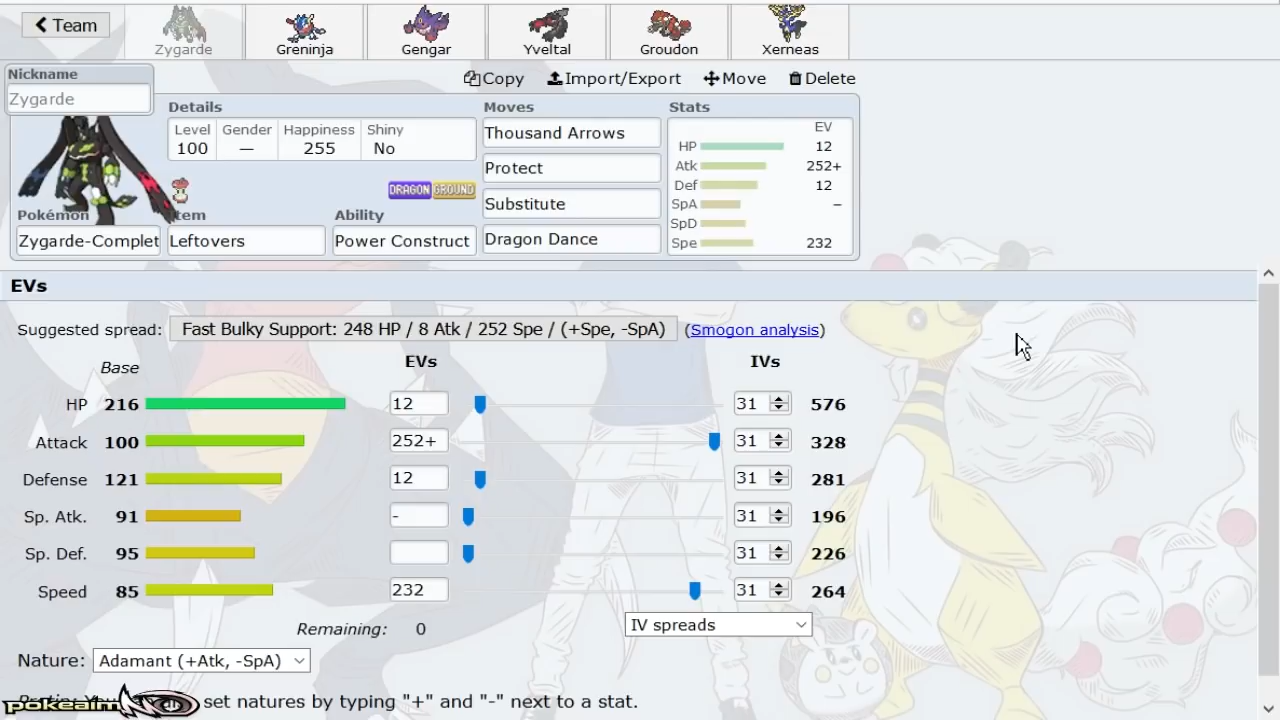 Team
Zygarde
Greninja
Gengar
Yveltal
Groudon
Xerneas
Copy
Import/Export
Move
Delete
Nickname
Zygarde
Details
Level
100
Gender
—
Happiness
255
Shiny
No
DRAGON GROUND
Pokémon
Zygarde-Complet
Item
Leftovers
Ability
Power Construct
Moves
Thousand Arrows
Protect
Substitute
Dragon Dance
Stats
EV
HP 12
Atk 252+
Def 12
SpA –
SpD
Spe 232
EVs
Suggested spread: Fast Bulky Support: 248 HP / 8 Atk / 252 Spe / (+Spe, -SpA) (Smogon analysis)
Base EVs IVs
HP 216 12 31 576
Attack 100 252+ 31 328
Defense 121 12 31 281
Sp. Atk. 91 - 31 196
Sp. Def. 95 31 226
Speed 85 232 31 264
Remaining: 0
IV spreads
Nature: Adamant (+Atk, -SpA)
set natures by typing "+" and "-" next to a stat.
pokeaim